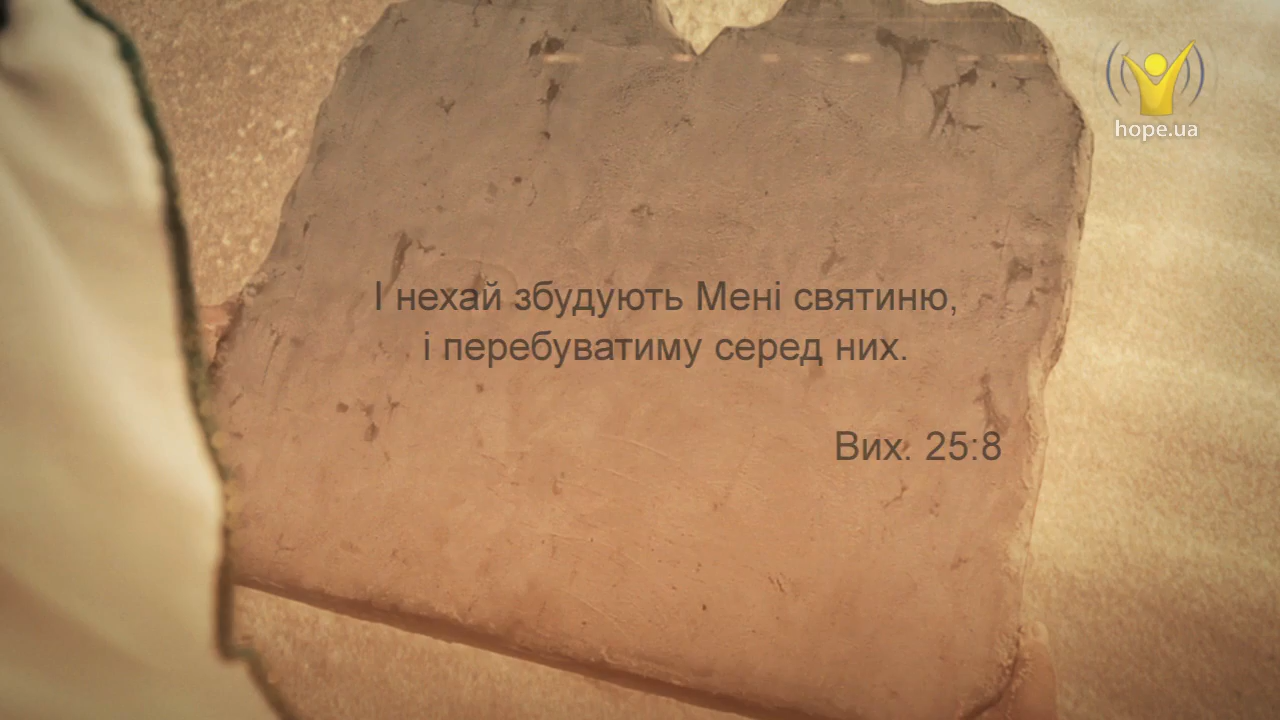 hope.ua
І нехай збудують Мені святиню,
і перебуватиму серед них.
Вих. 25:8